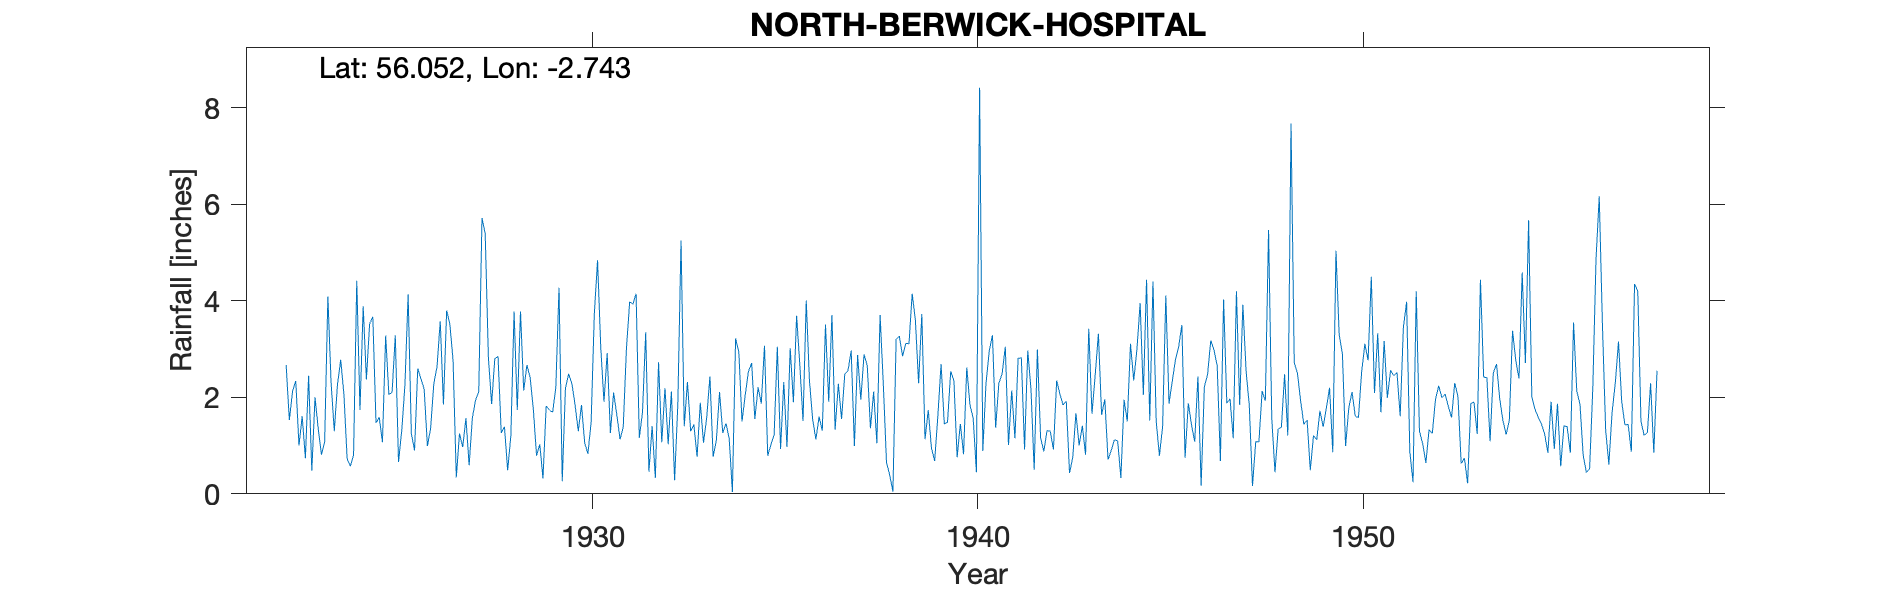 NORTH-BERWICK-HOSPITAL
Lat: 56.052, Lon: -2.743
8
6
4
2
0
Rainfall [inches]
1930 1940 1950
Year